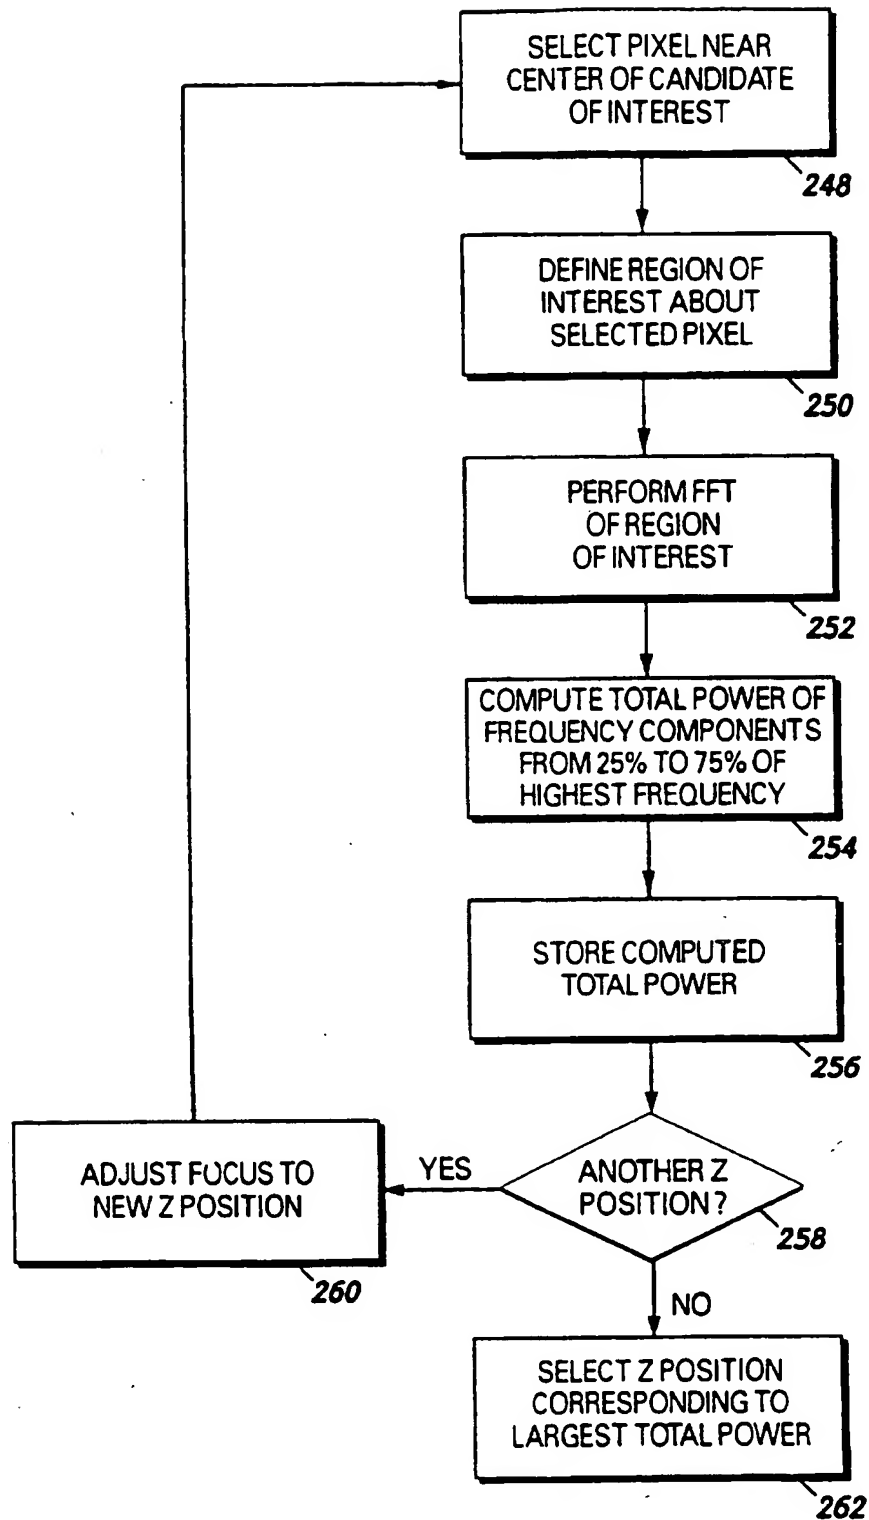 SELECT PIXEL NEAR
CENTER OF CANDIDATE
OF INTEREST
248
DEFINE REGION OF
INTEREST ABOUT
SELECTED PIXEL
250
PERFORM FFT
OF REGION
OF INTEREST
252
COMPUTE TOTAL POWER OF
FREQUENCY COMPONENTS
FROM 25% TO 75% OF
HIGHEST FREQUENCY
254
STORE COMPUTED
TOTAL POWER
256
ANOTHER Z
POSITION?
258
YES
ADJUST FOCUS TO
NEW Z POSITION
260
NO
SELECT Z POSITION
CORRESPONDING TO
LARGEST TOTAL POWER
262